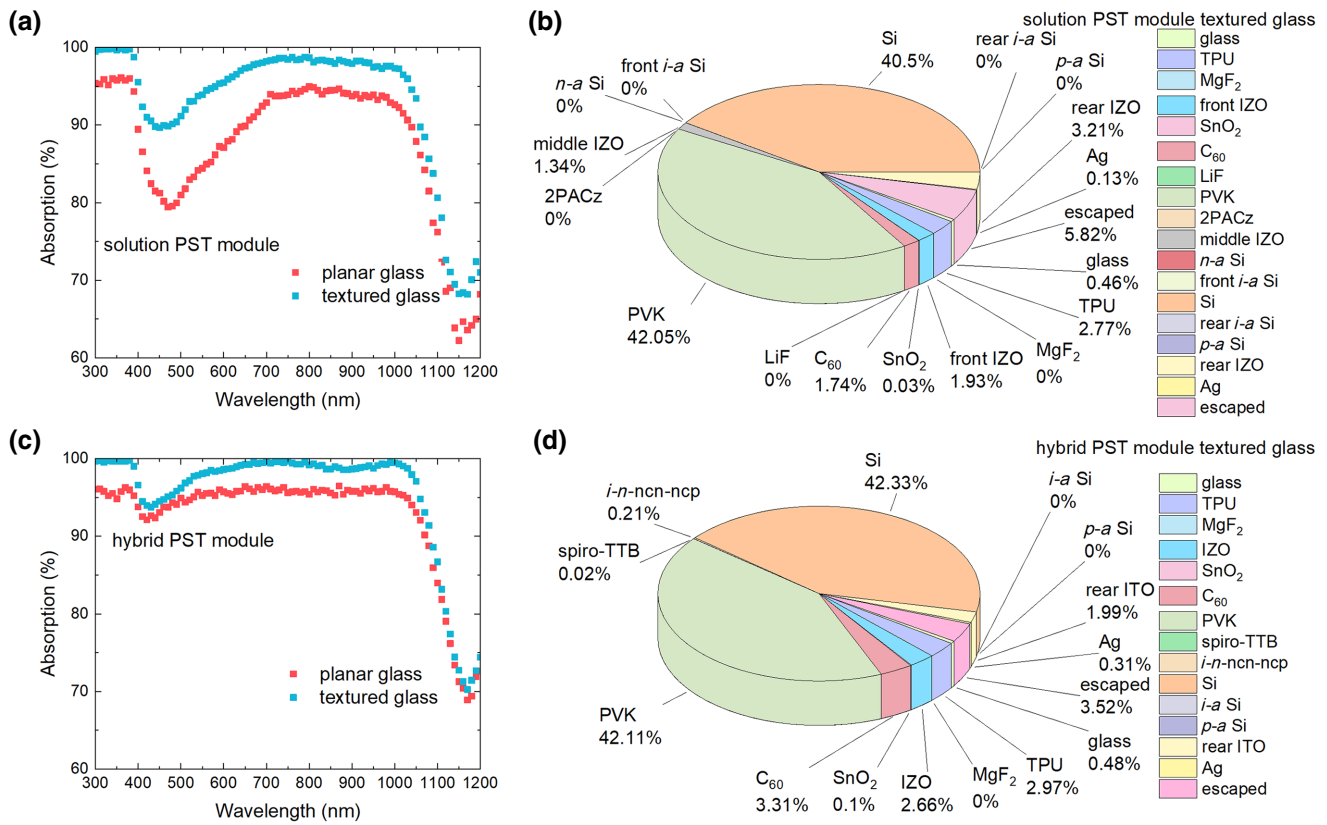 (a)
100
90
80
70
60
Absorption (%)
solution PST module
planar glass
textured glass
300 400 500 600 700 800 900 1000 1100 1200
Wavelength (nm)
(b)
solution PST module textured glass
Si
40.5%
rear i-a Si
0%
p-a Si
0%
front i-a Si
0%
n-a Si
0%
rear IZO
3.21%
middle IZO
1.34%
Ag
0.13%
2PACz
0%
escaped
5.82%
glass
0.46%
TPU
2.77%
PVK
42.05%
LiF
0%
C60
1.74%
SnO2
0.03%
front IZO
1.93%
MgF2
0%
glass
TPU
MgF2
front IZO
SnO2
C60
LiF
PVK
2PACz
middle IZO
n-a Si
front i-a Si
Si
rear i-a Si
p-a Si
rear IZO
Ag
escaped
(c)
100
90
80
70
60
Absorption (%)
hybrid PST module
planar glass
textured glass
300 400 500 600 700 800 900 1000 1100 1200
Wavelength (nm)
(d)
hybrid PST module textured glass
Si
42.33%
i-a Si
0%
p-a Si
0%
i-n-ncn-ncp
0.21%
spiro-TTB
0.02%
rear ITO
1.99%
Ag
0.31%
escaped
3.52%
glass
0.48%
PVK
42.11%
C60
3.31%
SnO2
0.1%
IZO
2.66%
MgF2
0%
TPU
2.97%
glass
TPU
MgF2
IZO
SnO2
C60
PVK
spiro-TTB
i-n-ncn-ncp
Si
i-a Si
p-a Si
rear ITO
Ag
escaped